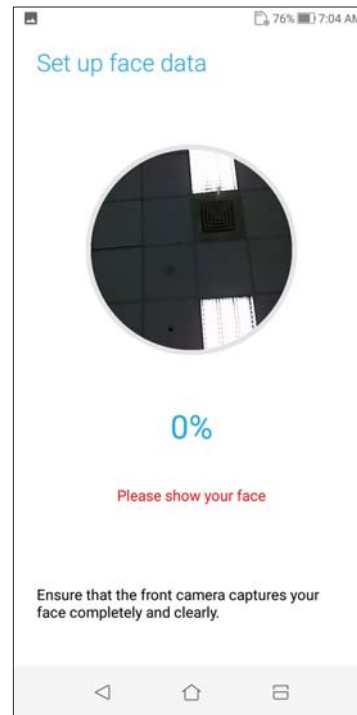 76% 7:04 AM
Set up face data
0%
Please show your face
Ensure that the front camera captures your
face completely and clearly.